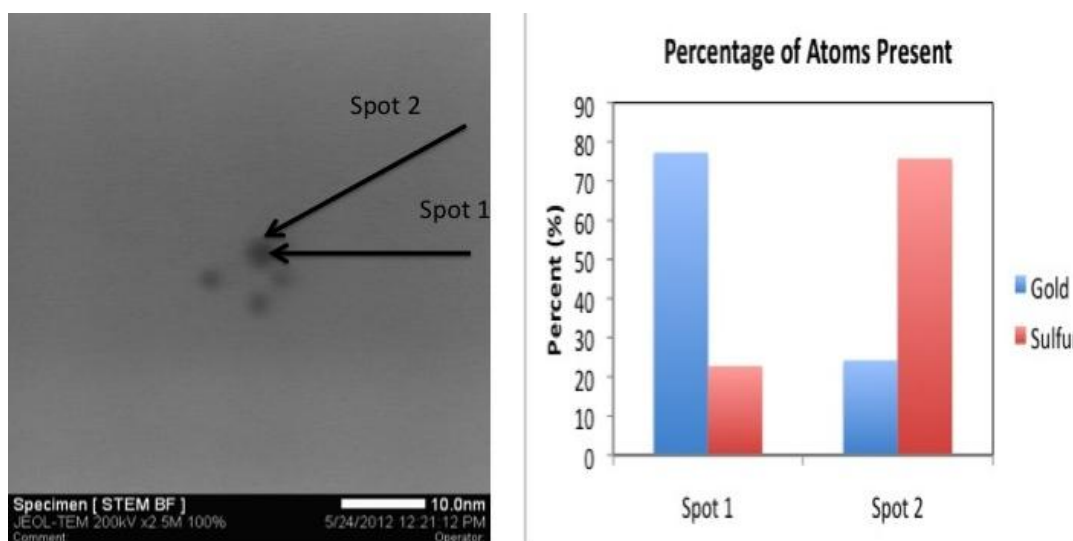 Spot 2
Spot 1
Specimen [ STEM BF ] 10.0nm
JEOL-TEM 200kV x2.5M 100% 5/24/2012 12:21:12 PM
Comment Operator
Percentage of Atoms Present
Percent (%)
90
80
70
60
50
40
30
20
10
0
Spot 1 Spot 2
Gold
Sulfu